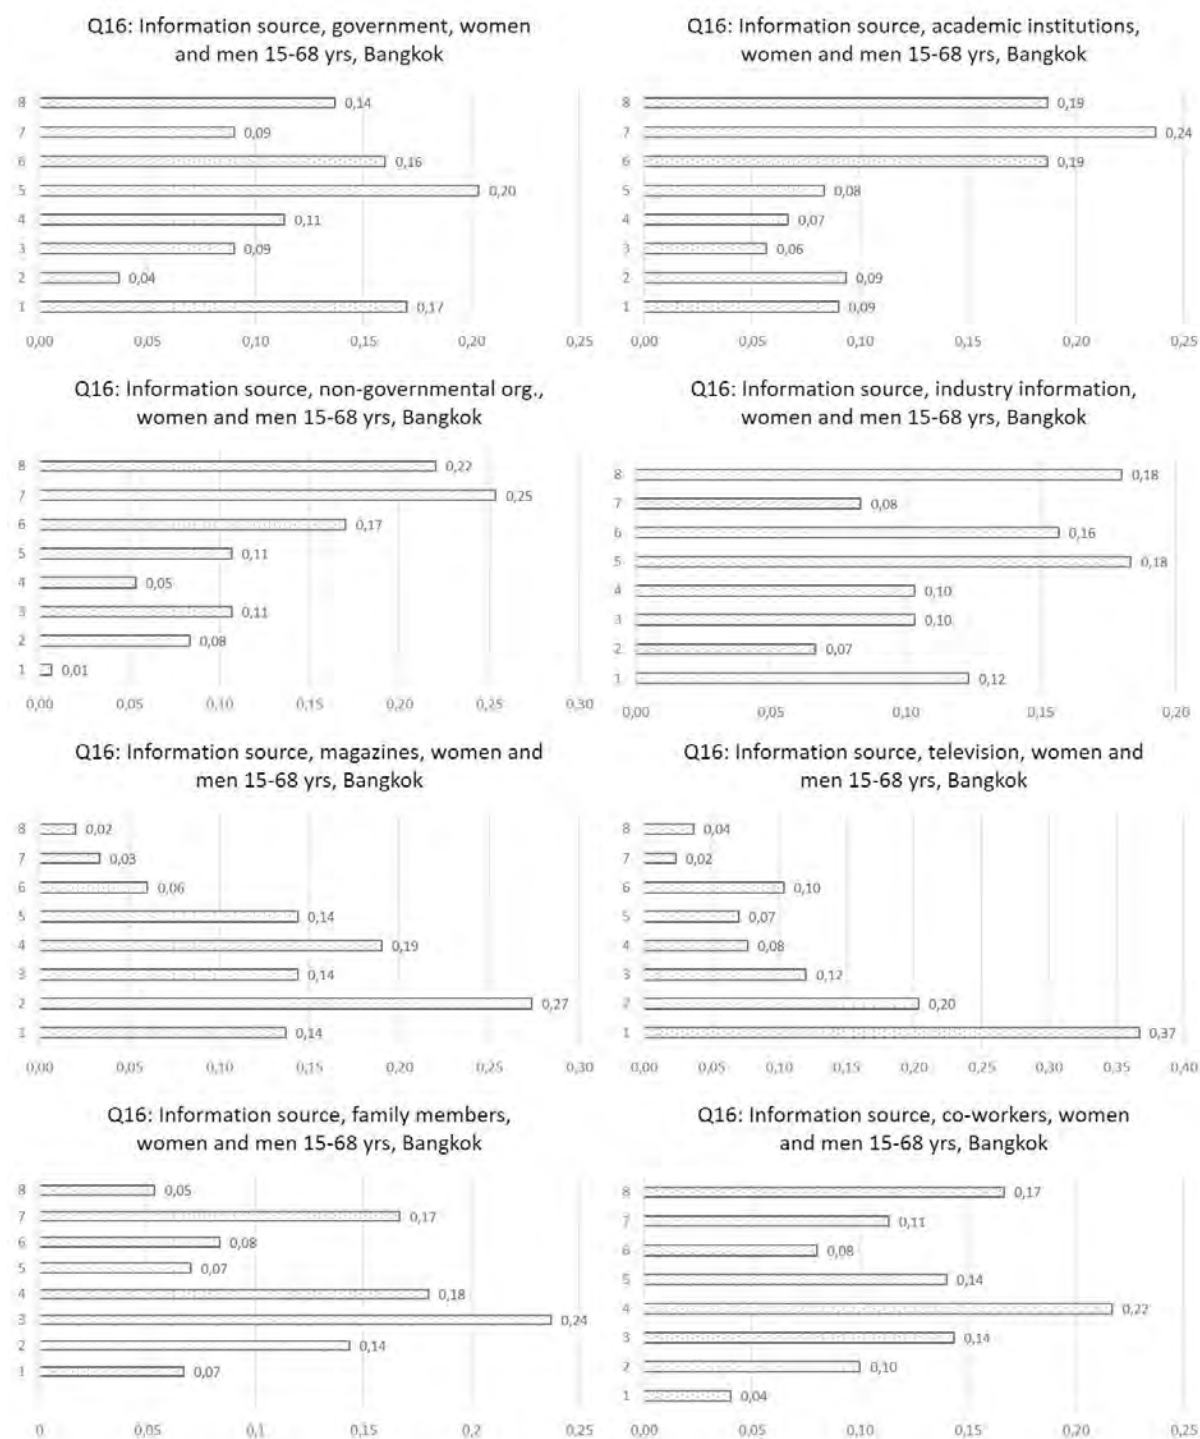 Q16: Information source, government, women
and men 15-68 yrs, Bangkok
8 0,14
7 0,09
6 0,16
5 0,20
4 0,11
3 0,09
2 0,04
1 0,17
0,00 0,05 0,10 0,15 0,20 0,25
Q16: Information source, academic institutions,
women and men 15-68 yrs, Bangkok
8 0,19
7 0,24
6 0,19
5 0,08
4 0,07
3 0,06
2 0,09
1 0,09
0,00 0,05 0,10 0,15 0,20 0,25
Q16: Information source, non-governmental org.,
women and men 15-68 yrs, Bangkok
8 0,22
7 0,25
6 0,17
5 0,11
4 0,05
3 0,11
2 0,08
1 0,01
0,00 0,05 0,10 0,15 0,20 0,25 0,30
Q16: Information source, industry information,
women and men 15-68 yrs, Bangkok
8 0,18
7 0,08
6 0,16
5 0,18
4 0,10
3 0,10
2 0,07
1 0,12
0,00 0,05 0,10 0,15 0,20
Q16: Information source, magazines, women and
men 15-68 yrs, Bangkok
8 0,02
7 0,03
6 0,06
5 0,14
4 0,19
3 0,14
2 0,27
1 0,14
0,00 0,05 0,10 0,15 0,20 0,25 0,30
Q16: Information source, television, women and
men 15-68 yrs, Bangkok
8 0,04
7 0,02
6 0,10
5 0,07
4 0,08
3 0,12
2 0,20
1 0,37
0,00 0,05 0,10 0,15 0,20 0,25 0,30 0,35 0,40
Q16: Information source, family members,
women and men 15-68 yrs, Bangkok
8 0,05
7 0,17
6 0,08
5 0,07
4 0,18
3 0,24
2 0,14
1 0,07
0 0,05 0,1 0,15 0,2 0,25
Q16: Information source, co-workers, women
and men 15-68 yrs, Bangkok
8 0,17
7 0,11
6 0,08
5 0,14
4 0,22
3 0,14
2 0,10
1 0,04
0,00 0,05 0,10 0,15 0,20 0,25